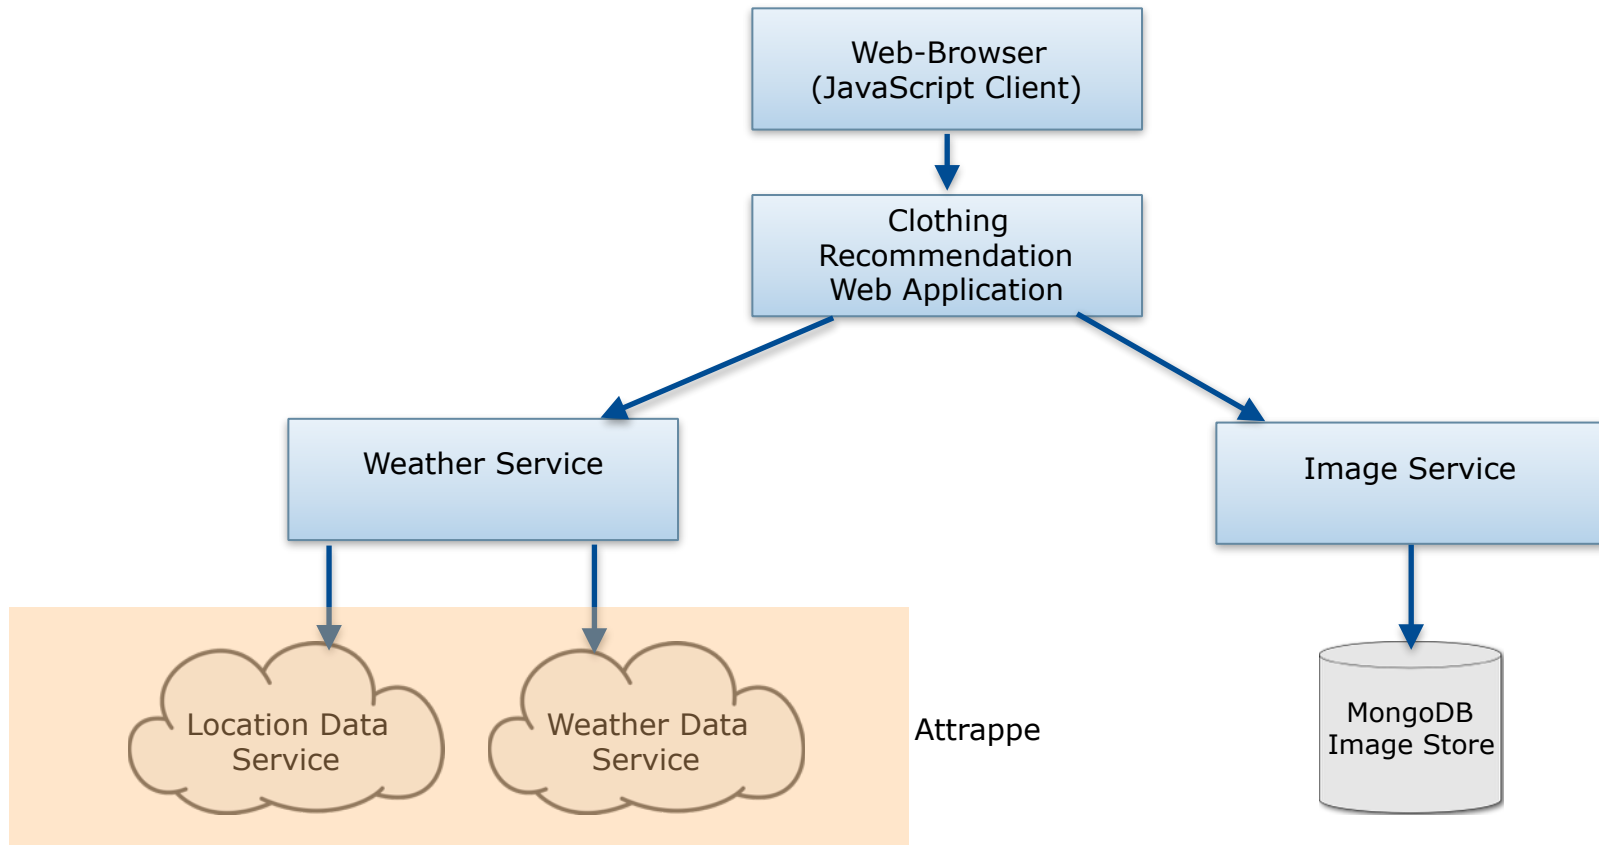 Web-Browser
(JavaScript Client)
Clothing
Recommendation
Web Application
Weather Service
Image Service
Location Data
Service
Weather Data
Service
Attrappe
MongoDB
Image Store